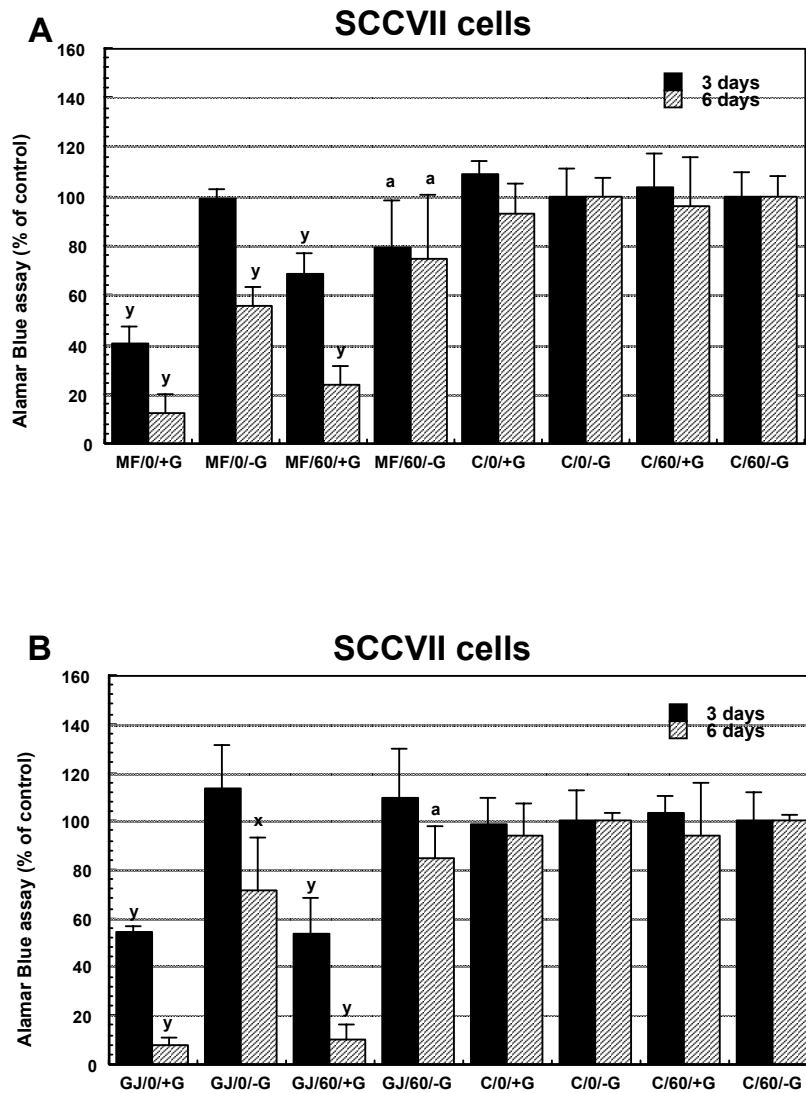 A
SCCVII cells
Alamar Blue assay (% of control)
160
140
120
100
80
60
40
20
0
3 days
6 days
y
y
y
y
y
a
a
MF/0/+G
MF/0/-G
MF/60/+G
MF/60/-G
C/0/+G
C/0/-G
C/60/+G
C/60/-G
B
SCCVII cells
Alamar Blue assay (% of control)
160
140
120
100
80
60
40
20
0
3 days
6 days
y
y
x
y
y
a
GJ/0/+G
GJ/0/-G
GJ/60/+G
GJ/60/-G
C/0/+G
C/0/-G
C/60/+G
C/60/-G